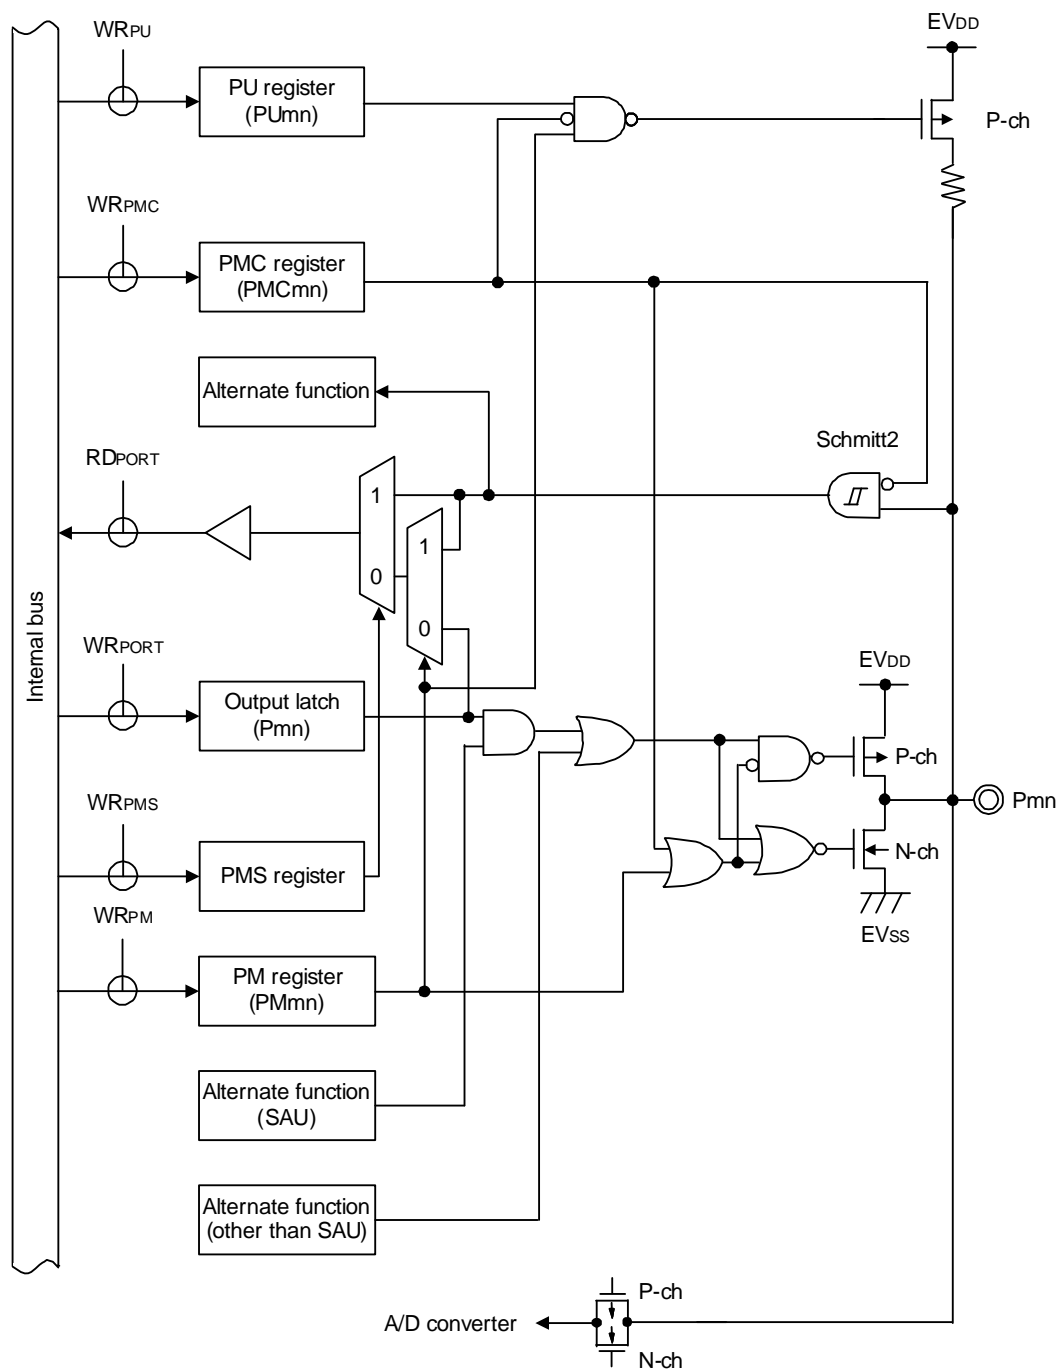 WRPU
EVDD
PU register
(PUmn)
P-ch
WRPMC
PMC register
(PMCmn)
Alternate function
Schmitt2
RDPORT
1
1
0
0
Internal bus
WRPORT
EVDD
Output latch
(Pmn)
P-ch
Pmn
WRPMS
PMS register
N-ch
WRPM
EVSS
PM register
(PMmn)
Alternate function
(SAU)
Alternate function
(other than SAU)
P-ch
A/D converter
N-ch